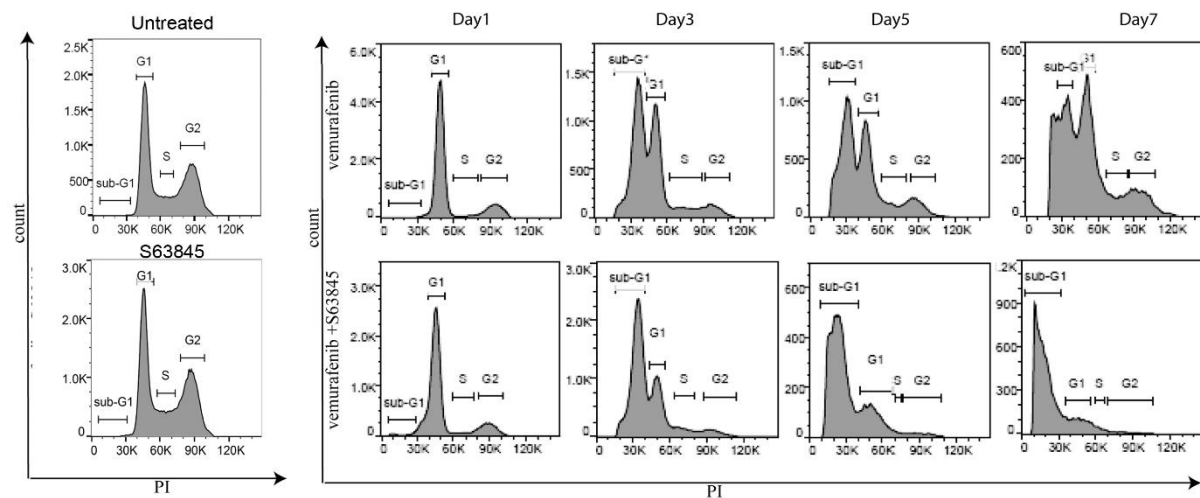 Untreated
2.5K
2.0K
1.5K
1.0K
500
0
G1
S
G2
sub-G1
0 30K 60K 90K 120K
S63845
3.0K
2.0K
1.0K
0
G1
S
G2
sub-G1
0 30K 60K 90K 120K
count
PI
Day1 Day3 Day5 Day7
vemurafenib
6.0K
4.0K
2.0K
0
G1
S G2
sub-G1
0 30K 60K 90K 120K
1.5K
1.0K
500
0
sub-G1
G1
S G2
0 30K 60K 90K 120K
1.5K
1.0K
500
0
sub-G1
G1
S G2
0 30K 60K 90K 120K
600
400
200
0
sub-G1
G1
S G2
0 30K 60K 90K 120K
vemurafenib +S63845
3.0K
2.0K
1.0K
0
G1
S G2
sub-G1
0 30K 60K 90K 120K
3.0K
2.0K
1.0K
0
sub-G1
G1
S G2
0 30K 60K 90K 120K
600
400
200
0
sub-G1
G1
S G2
0 30K 60K 90K 120K
.2K
900
600
300
0
sub-G1
G1 S G2
0 30K 60K 90K 120K
count
PI